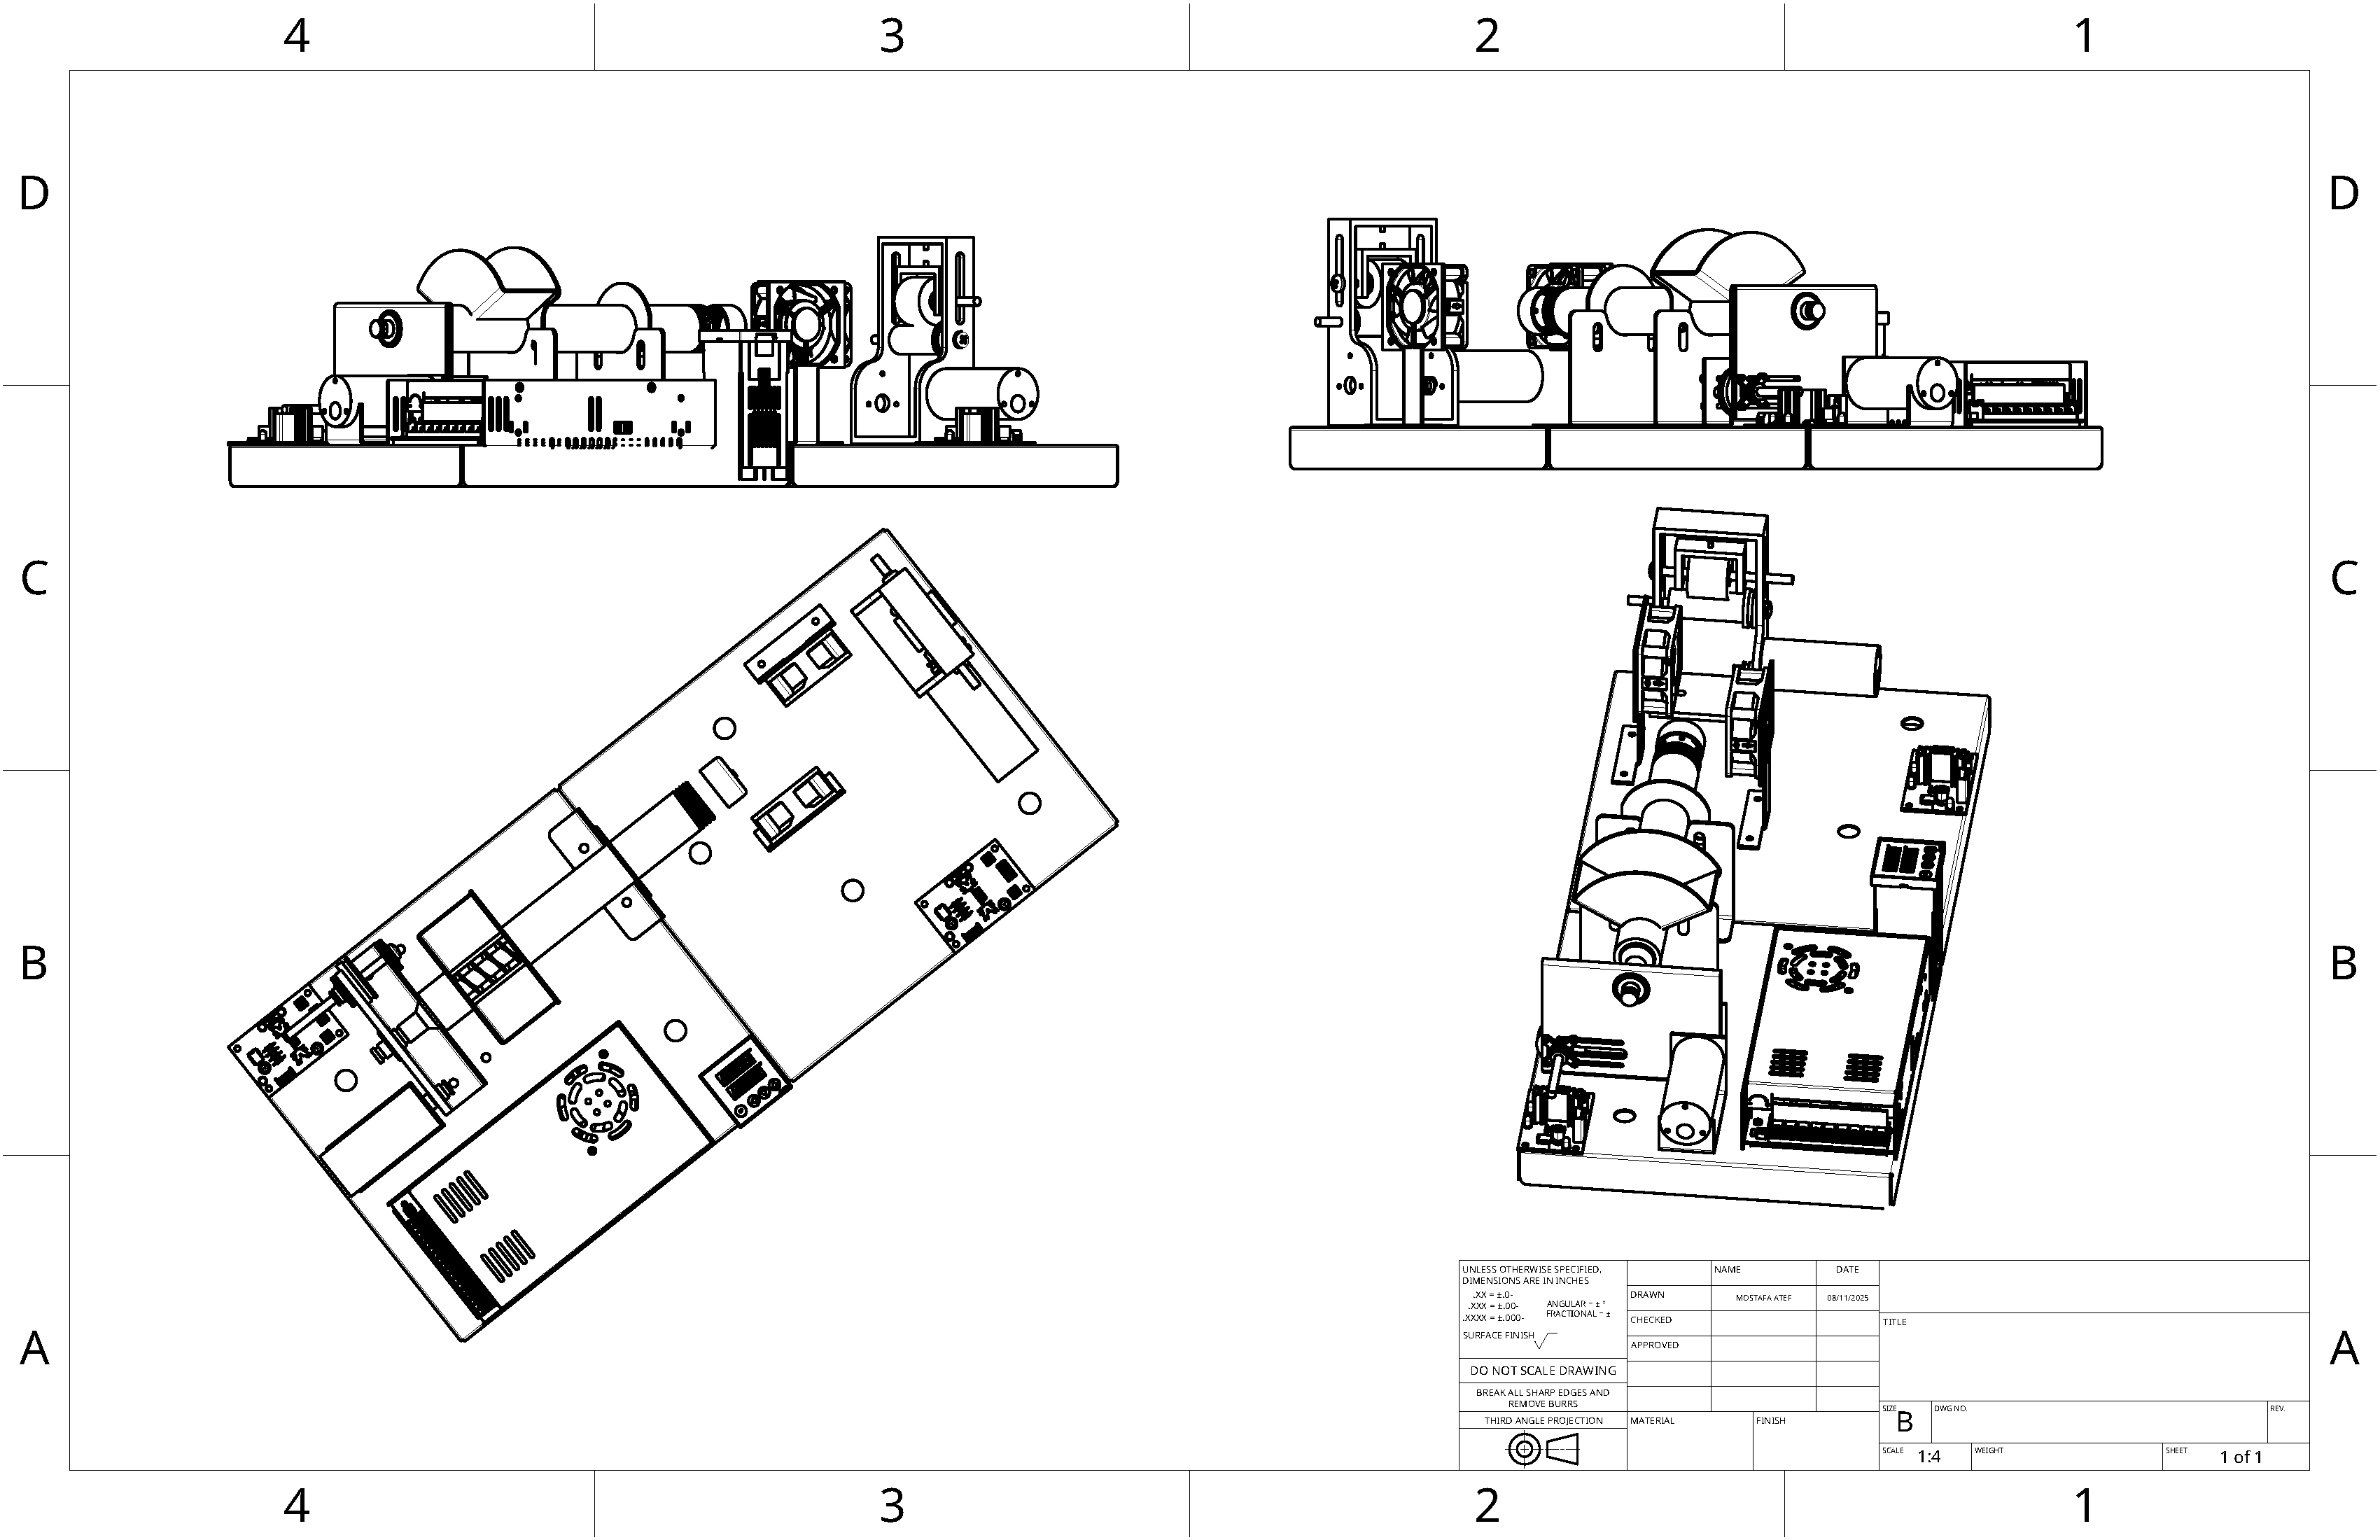 4 3 2 1
D D
C C
B B
A A
UNLESS OTHERWISE SPECIFIED,
DIMENSIONS ARE IN INCHES
.XX = ±.0-
.XXX = ±.00-
.XXXX = ±.000-
ANGULAR = ± °
FRACTIONAL = ±
SURFACE FINISH
DO NOT SCALE DRAWING
BREAK ALL SHARP EDGES AND
REMOVE BURRS
THIRD ANGLE PROJECTION
NAME DATE
DRAWN MOSTAFA ATEF 08/11/2025
CHECKED
APPROVED
MATERIAL FINISH
TITLE
SIZE B DWG NO. REV.
SCALE 1:4 WEIGHT SHEET 1 of 1
4 3 2 1